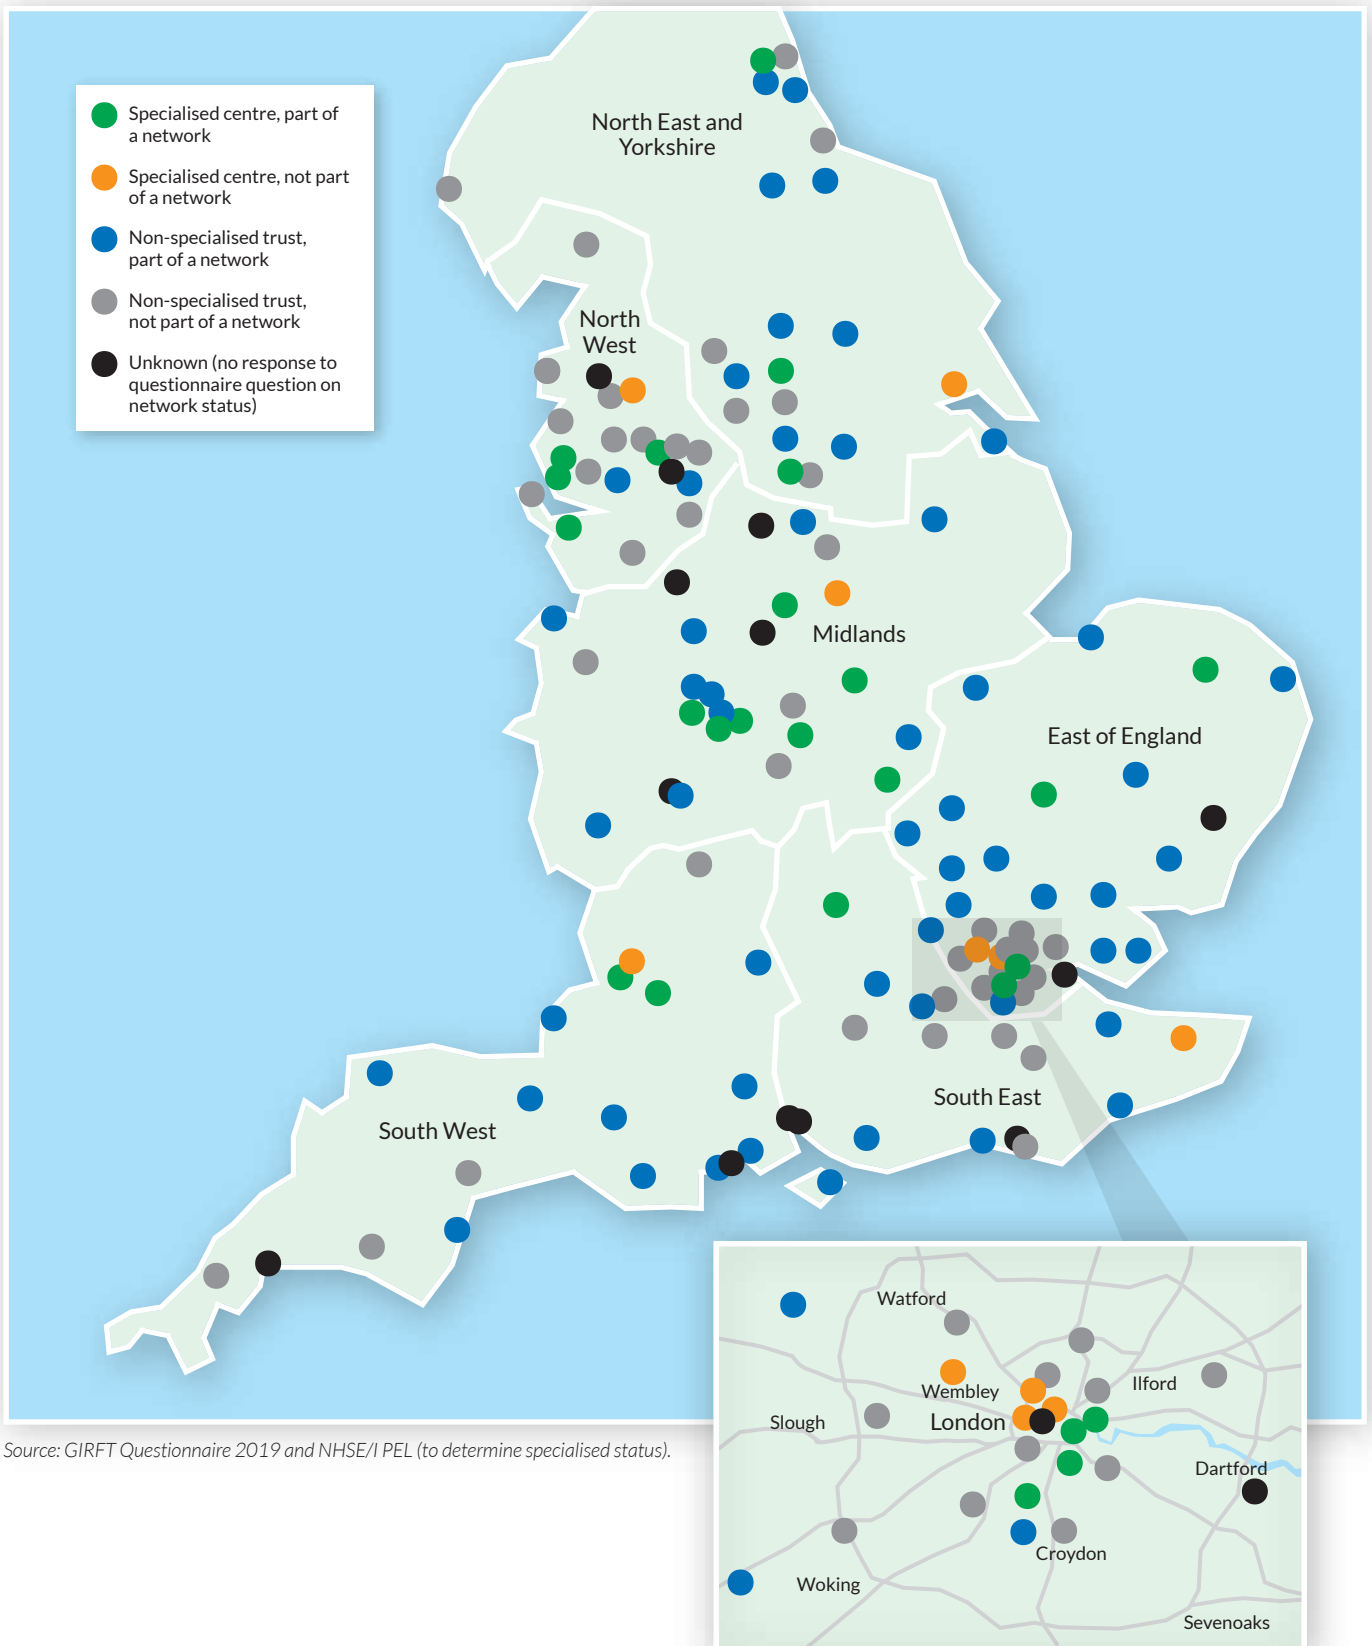 Specialised centre, part of
a network
Specialised centre, not part
of a network
Non-specialised trust,
part of a network
Non-specialised trust,
not part of a network
Unknown (no response to
questionnaire question on
network status)
North East and
Yorkshire
North
West
Midlands
East of England
South West
South East
Watford
Wembley
Ilford
Slough
London
Dartford
Croydon
Woking
Sevenoaks
Source: GIRFT Questionnaire 2019 and NHSE/I PEL (to determine specialised status).